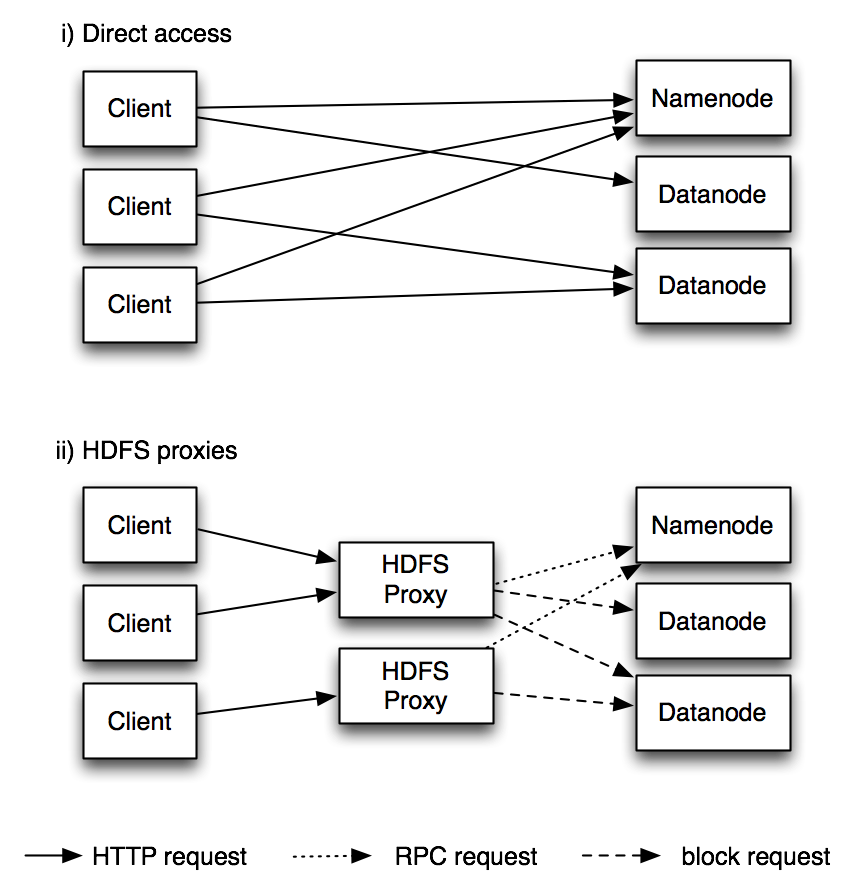 i) Direct access
Client
Namenode
Client
Datanode
Client
Datanode
ii) HDFS proxies
Client
HDFS
Proxy
Namenode
Client
Datanode
HDFS
Proxy
Client
Datanode
HTTP request
RPC request
block request